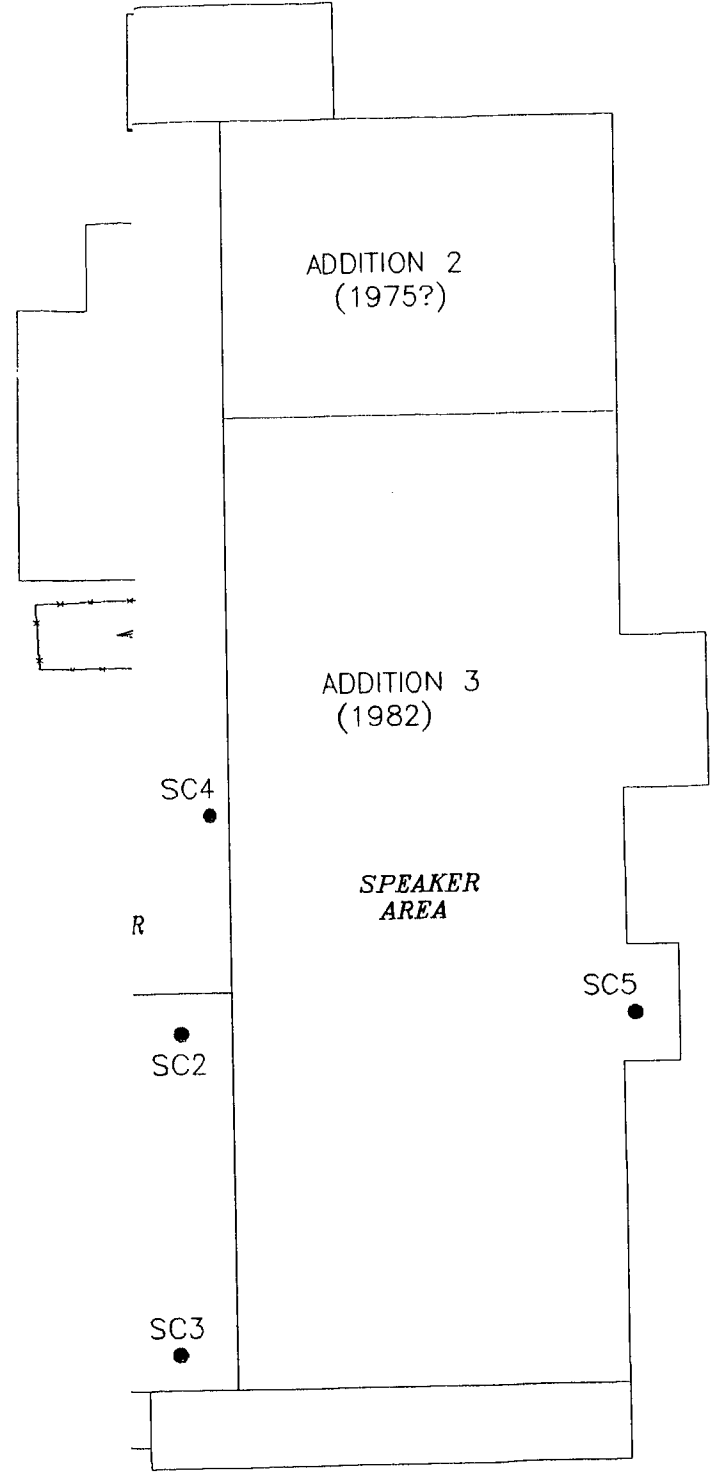 ADDITION 2
(1975?)
ADDITION 3
(1982)
SC4
SPEAKER
AREA
R
SC5
SC2
SC3